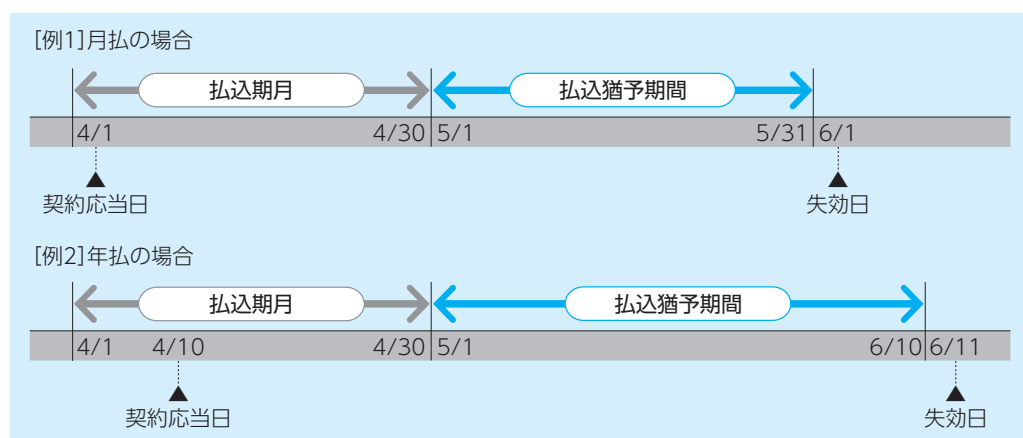 [例1]月払の場合
払込期月 払込猶予期間
4/1 4/30 5/1 5/31 6/1
契約応当日 失効日
[例2]年払の場合
払込期月 払込猶予期間
4/1 4/10 4/30 5/1 6/10 6/11
契約応当日 失効日